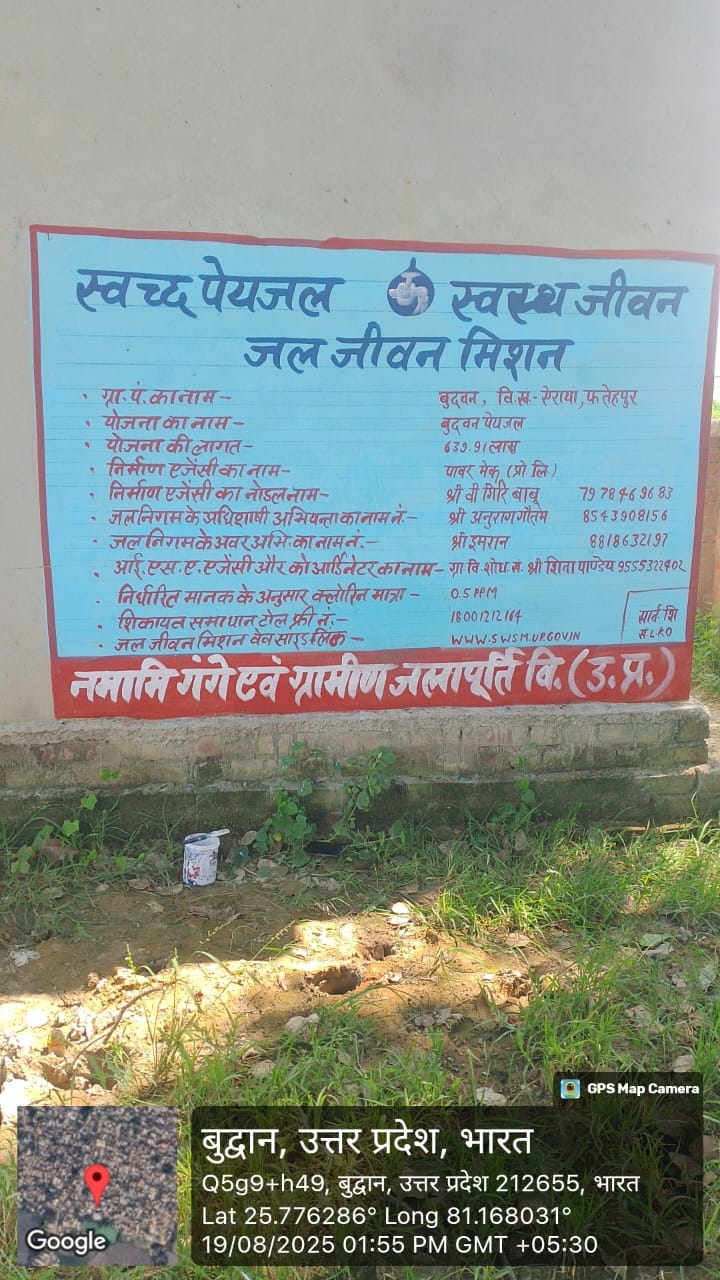 स्वच्छ पेयजल स्वस्थ जीवन
जल जीवन मिशन
• ग्रा. पं. का नाम - बुदवन, वि.ख.- सेराया, फतेहपुर
• योजना का नाम - बुदवन पेयजल
• योजना की लागत - 639.91 लाख
• निर्माण एजेंसी का नाम - पावर मेक (प्रो लि)
• निर्माण एजेंसी का नोडल नाम - श्री वी गिरि बाबू 7978469683
• जल निगम के अधिशाषी अभियन्ता का नाम नं.- श्री अनुराग गौतम 8543908156
• जल निगम के अवर अभि. का नाम नं.- श्री इमरान 8818632197
• आई. एस. ए. एजेंसी और को आर्डिनेटर का नाम - ग्रा. वि. शोध. सं. श्री शिवा पाण्डेय 9555322402
• निर्धारित मानक के अनुसार क्लोरिन मात्रा - 0.5 PPM
• शिकायत समापान टोल फ्री नं.- 18001212164
• जल जीवन मिशन वेब साइड लिंक - WWW.SWSM.UP.GOV.IN
LKO
नमामि गंगे एवं ग्रामीण जलापूर्ति वि. (उ. प्र.)
GPS Map Camera
बुद्वान, उत्तर प्रदेश, भारत
Q5g9+h49, बुद्वान, उत्तर प्रदेश 212655, भारत
Lat 25.776286° Long 81.168031°
19/08/2025 01:55 PM GMT +05:30
Google